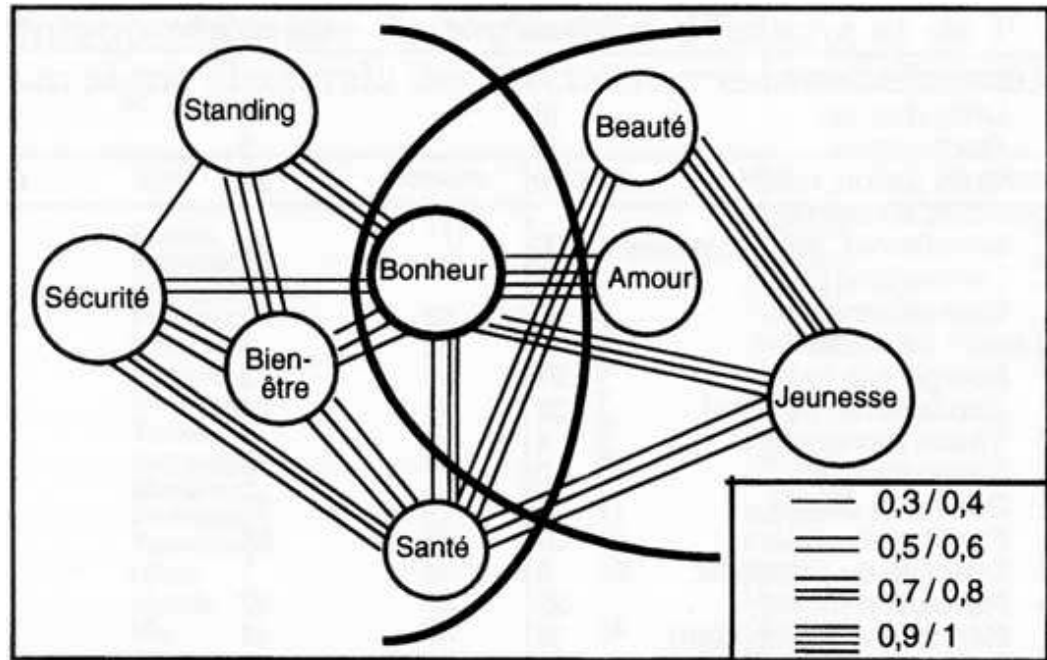 Standing
Beauté
Bonheur
Amour
Sécurité
Bien-
être
Jeunesse
Santé
0,3 / 0,4
0,5 / 0,6
0,7 / 0,8
0,9 / 1